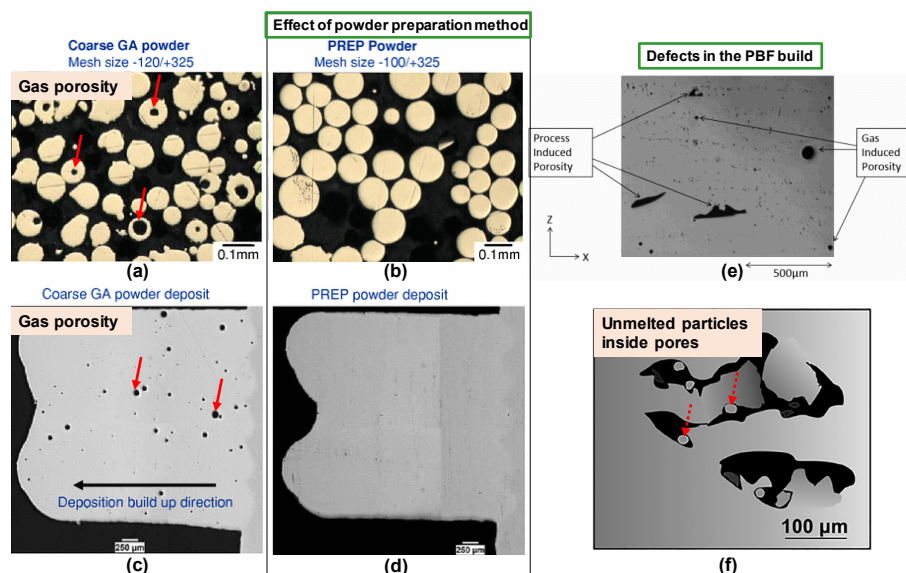 Effect of powder preparation method
Coarse GA powder
Mesh size -120/+325
Gas porosity
0.1mm
(a)
PREP Powder
Mesh size -100/+325
0.1mm
(b)
Coarse GA powder deposit
Gas porosity
Deposition build up direction
250 µm
(c)
PREP powder deposit
250 µm
(d)
Defects in the PBF build
Process
Induced
Porosity
Gas
Induced
Porosity
Z
X
500µm
(e)
Unmelted particles
inside pores
100 µm
(f)